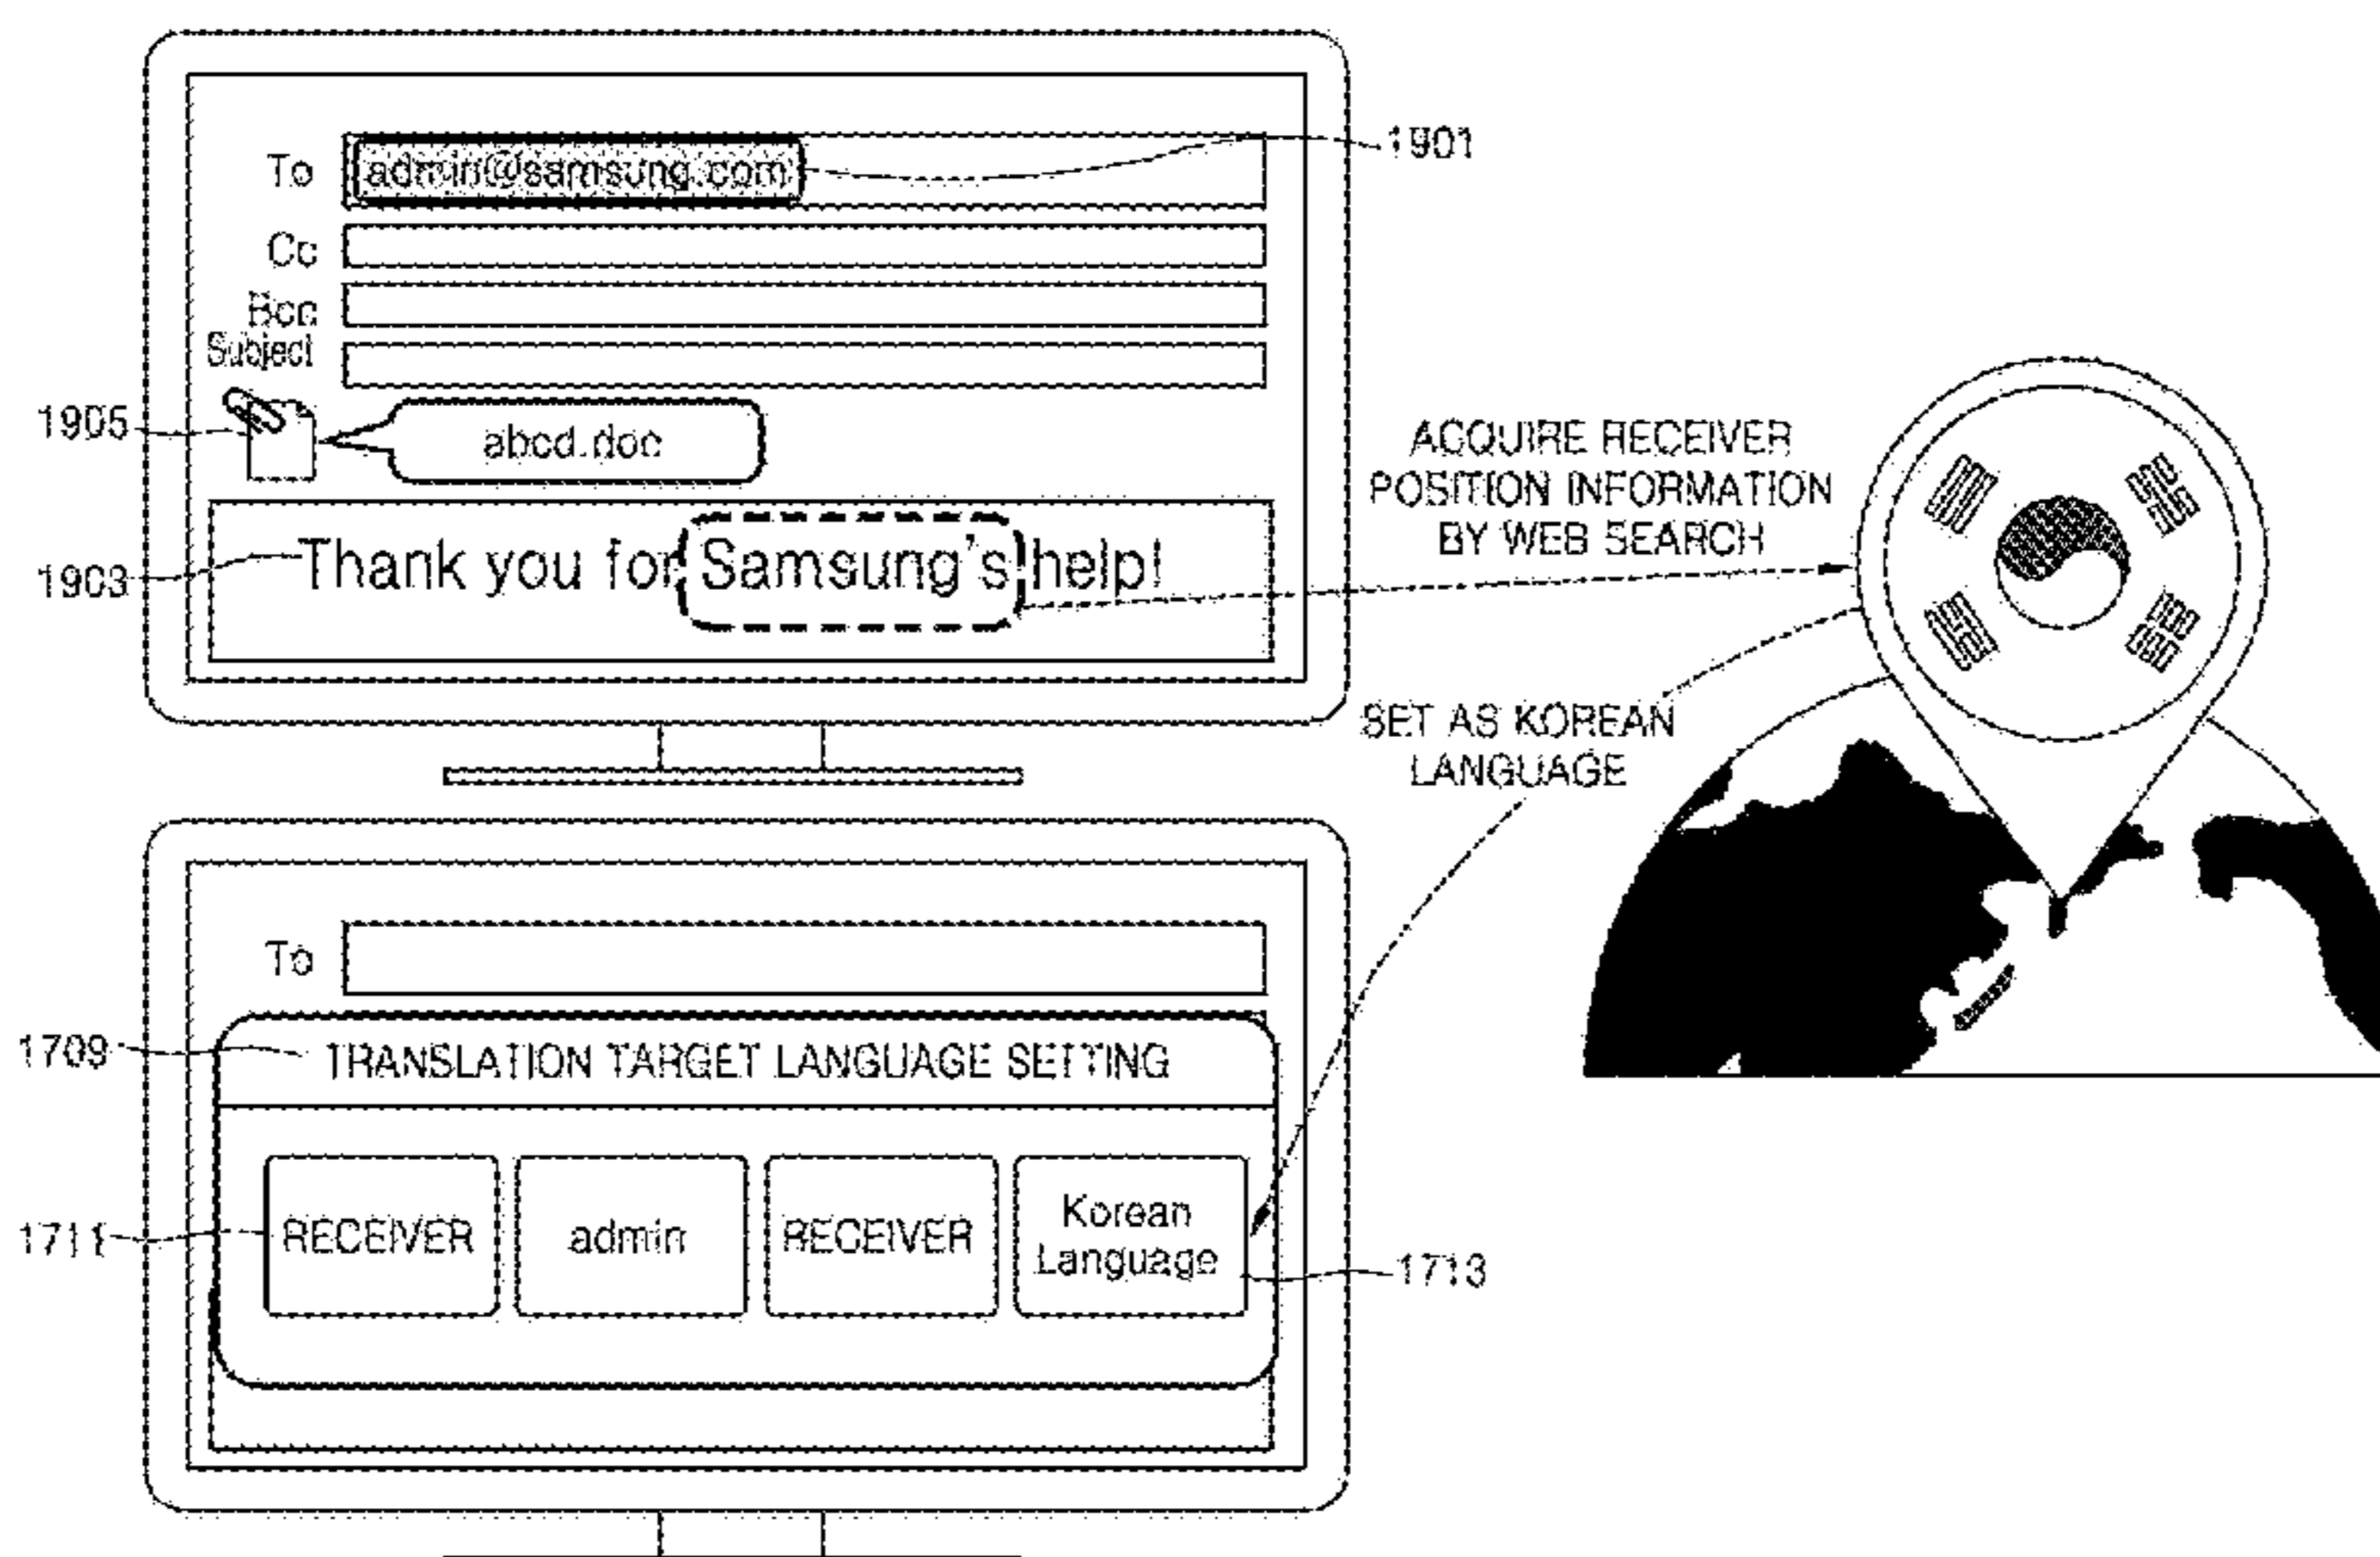 To
admin@samsung.com
1901
Cc
Bcc
Subject
1905
abcd.doc
1903
Thank you for Samsung's help!
ACQUIRE RECEIVER
POSITION INFORMATION
BY WEB SEARCH
SET AS KOREAN
LANGUAGE
To
1709
TRANSLATION TARGET LANGUAGE SETTING
1711
RECEIVER
admin
RECEIVER
Korean
Language
1713